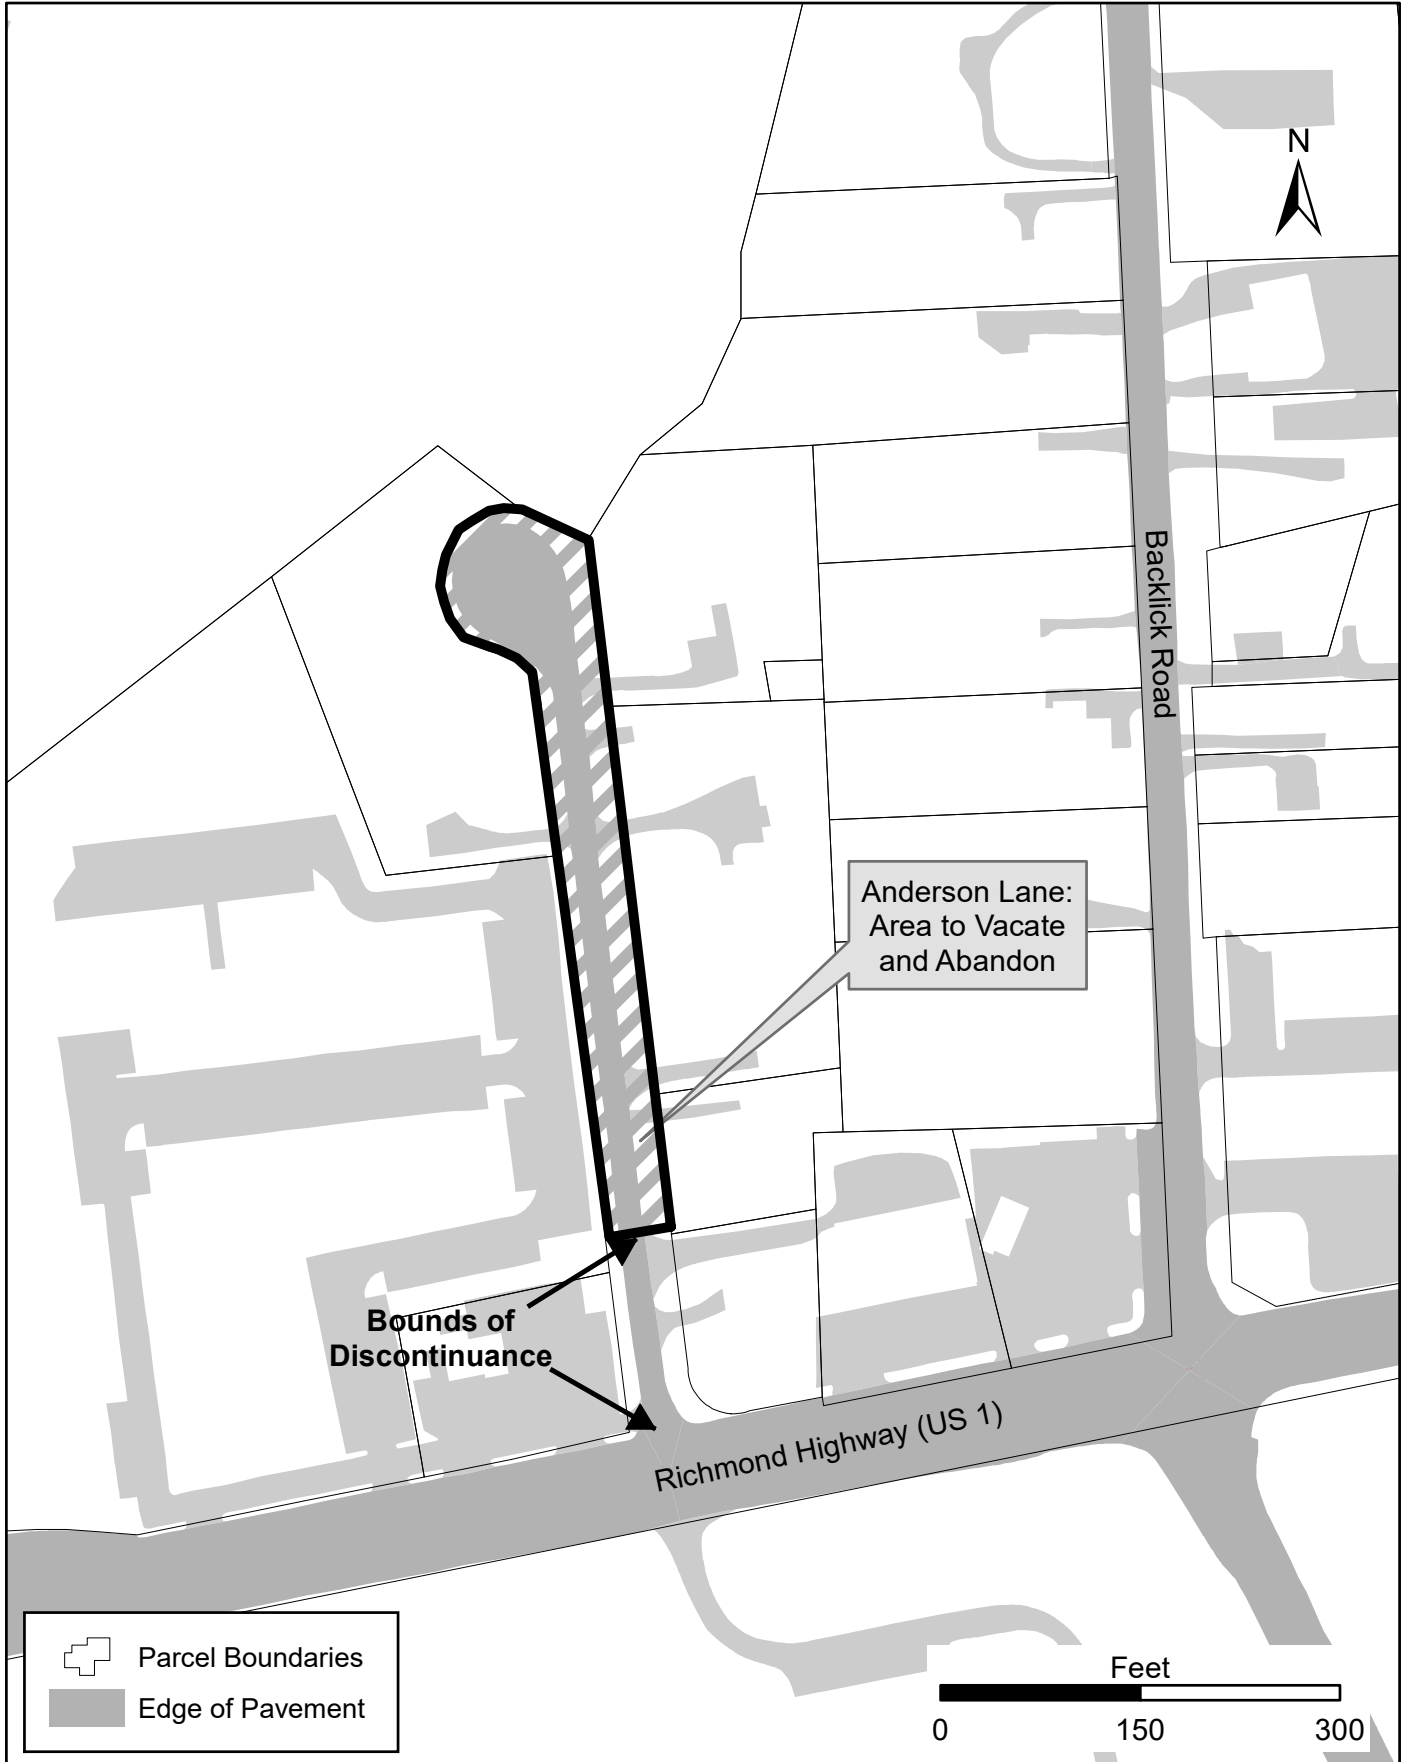 N
Backlick Road
Anderson Lane:
Area to Vacate
and Abandon
Bounds of
Discontinuance
Richmond Highway (US 1)
Parcel Boundaries
Edge of Pavement
Feet
0 150 300